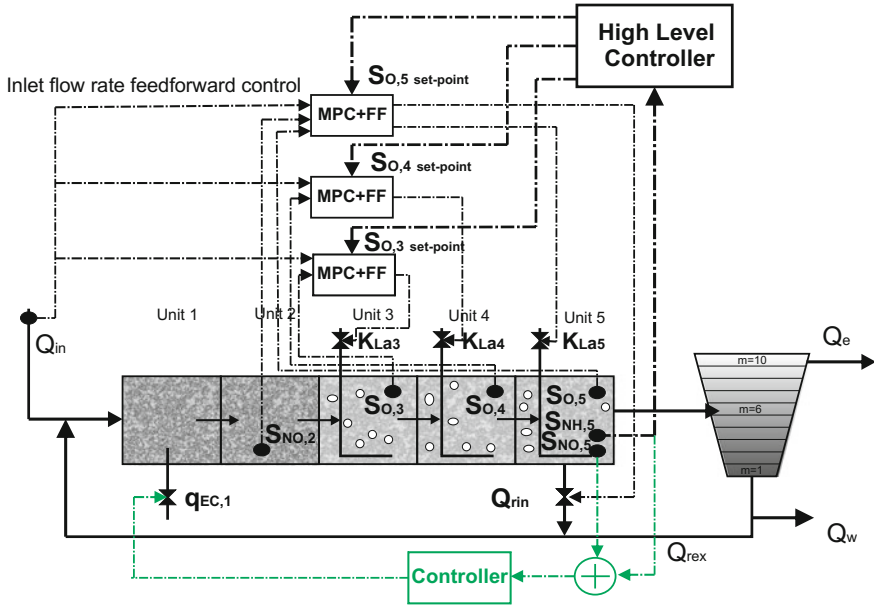 High Level
Controller
Inlet flow rate feedforward control
SO,5 set-point
MPC+FF
SO,4 set-point
MPC+FF
SO,3 set-point
MPC+FF
Unit 1
Unit 2
Unit 3
Unit 4
Unit 5
Qin
KLa3
KLa4
KLa5
Qe
m=10
SO,3
SO,4
SO,5
m=6
SNH,5
SNO,2
SNO,5
m=1
qEC,1
Qrin
Qw
Qrex
Controller